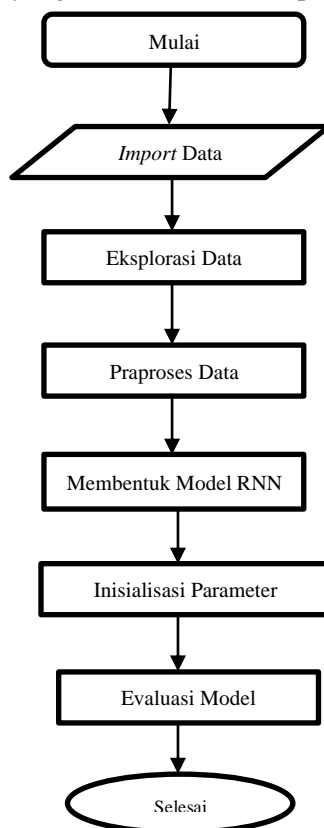 Mulai
Import Data
Eksplorasi Data
Praproses Data
Membentuk Model RNN
Inisialisasi Parameter
Evaluasi Model
Selesai